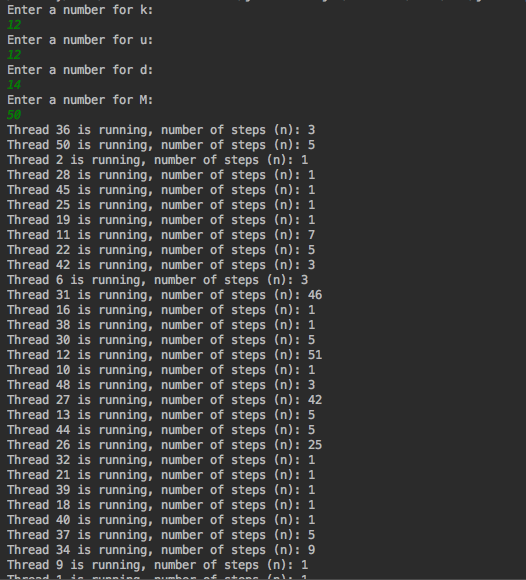 Enter a number for k:
12
Enter a number for u:
12
Enter a number for d:
14
Enter a number for M:
50
Thread 36 is running, number of steps (n): 3
Thread 50 is running, number of steps (n): 5
Thread 2 is running, number of steps (n): 1
Thread 28 is running, number of steps (n): 1
Thread 45 is running, number of steps (n): 1
Thread 25 is running, number of steps (n): 1
Thread 19 is running, number of steps (n): 1
Thread 11 is running, number of steps (n): 7
Thread 22 is running, number of steps (n): 5
Thread 42 is running, number of steps (n): 3
Thread 6 is running, number of steps (n): 3
Thread 31 is running, number of steps (n): 46
Thread 16 is running, number of steps (n): 1
Thread 38 is running, number of steps (n): 1
Thread 30 is running, number of steps (n): 5
Thread 12 is running, number of steps (n): 51
Thread 10 is running, number of steps (n): 1
Thread 48 is running, number of steps (n): 3
Thread 27 is running, number of steps (n): 42
Thread 13 is running, number of steps (n): 5
Thread 44 is running, number of steps (n): 5
Thread 26 is running, number of steps (n): 25
Thread 32 is running, number of steps (n): 1
Thread 21 is running, number of steps (n): 1
Thread 39 is running, number of steps (n): 1
Thread 18 is running, number of steps (n): 1
Thread 40 is running, number of steps (n): 1
Thread 37 is running, number of steps (n): 5
Thread 34 is running, number of steps (n): 9
Thread 9 is running, number of steps (n): 1
Thread 1 is running, number of steps (n): 1